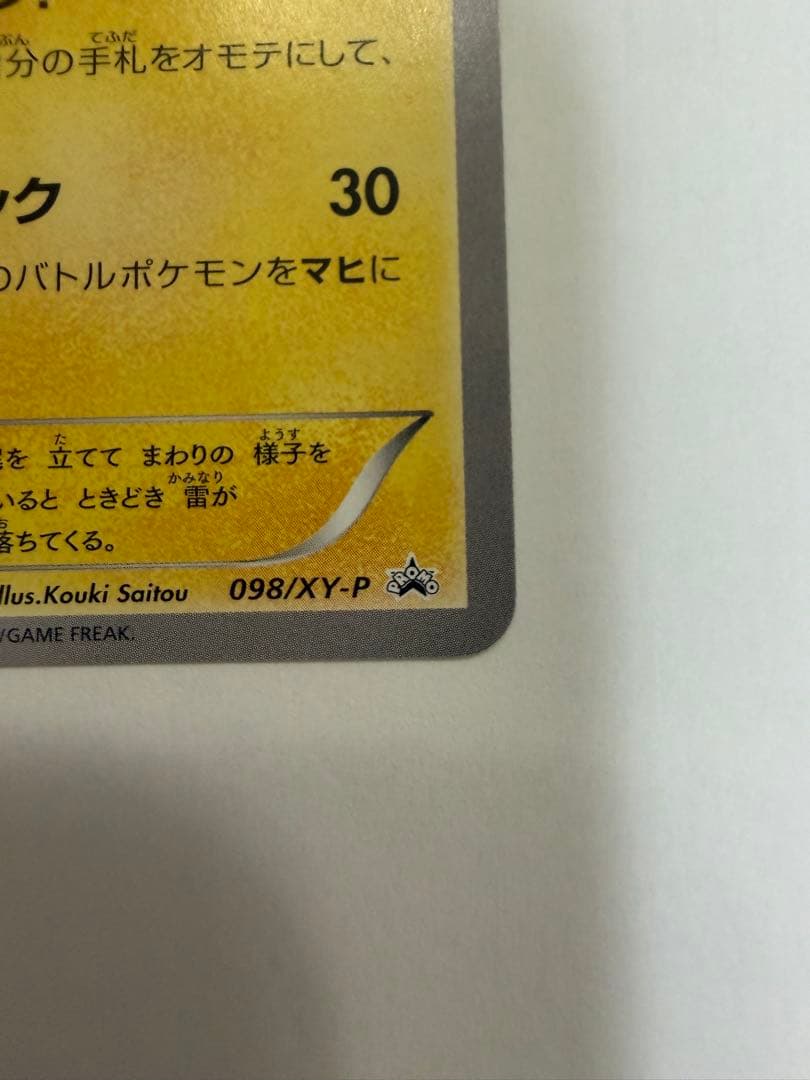 分の手札をオモテにして、
ック 30
のバトルポケモンをマヒに
を 立てて まわりの 様子を
いると ときどき 雷が
落ちてくる。
llus.Kouki Saitou 098/XY-P PROMO
/GAME FREAK.